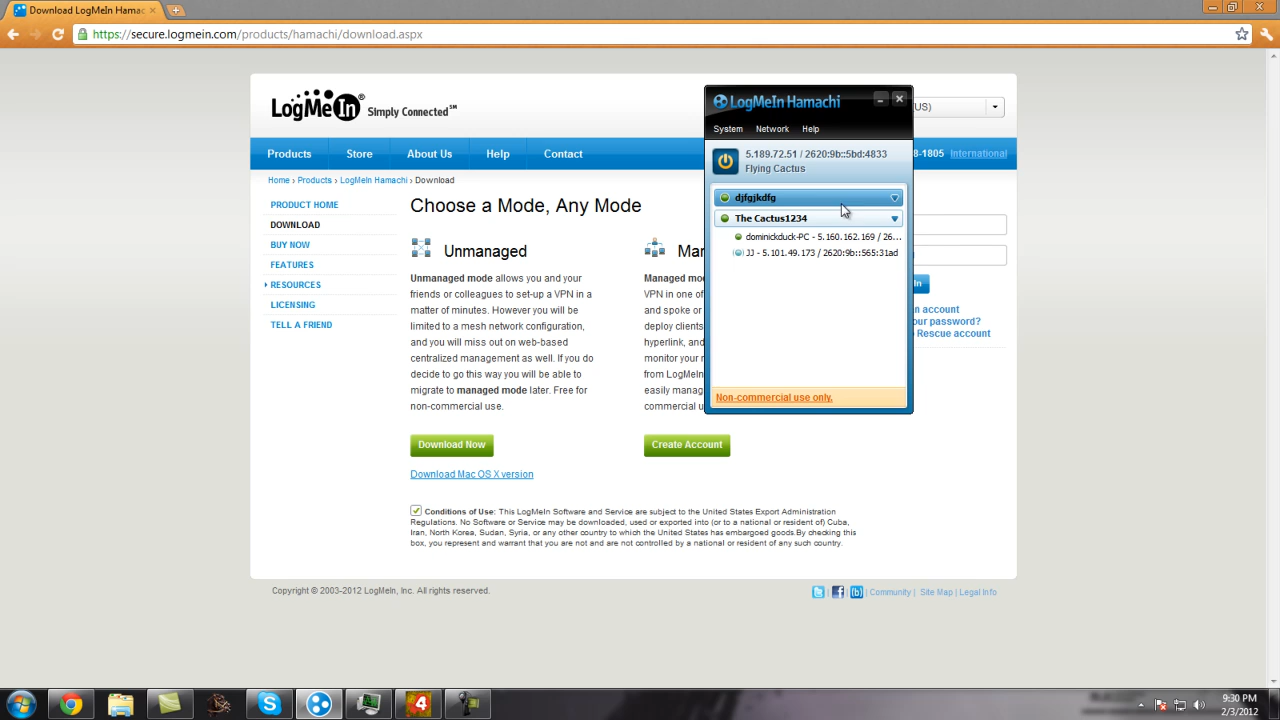 Download LogMeIn Hamac
https://secure.logmein.com/products/hamachi/download.aspx
LogMeIn® Simply Connected℠
US)
Products Store About Us Help Contact
8-1805 International
Home › Products › LogMeIn Hamachi › Download
PRODUCT HOME
DOWNLOAD
BUY NOW
FEATURES
RESOURCES
LICENSING
TELL A FRIEND
Choose a Mode, Any Mode
Unmanaged
Unmanaged mode allows you and your
friends or colleagues to set-up a VPN in a
matter of minutes. However you will be
limited to a mesh network configuration,
and you will miss out on web-based
centralized management as well. If you do
decide to go this way you will be able to
migrate to managed mode later. Free for
non-commercial use.
Download Now
Download Mac OS X version
Mar
Managed mo
VPN in one of
and spoke or
deploy clients
hyperlink, and
monitor your r
from LogMeIn
easily manag
commercial u
Create Account
In
n account
our password?
Rescue account
LogMeIn Hamachi
System Network Help
5.189.72.51 / 2620:9b::5bd:4833
Flying Cactus
djfgjkdfg
The Cactus1234
dominickduck-PC - 5.160.162.169 / 26...
JJ - 5.101.49.173 / 2620:9b::565:31ad
Non-commercial use only.
Conditions of Use: This LogMeIn Software and Service are subject to the United States Export Administration
Regulations. No Software or Service may be downloaded, used or exported into (or to a national or resident of) Cuba,
Iran, North Korea, Sudan, Syria, or any other country to which the United States has embargoed goods.By checking this
box, you represent and warrant that you are not and are not controlled by a national or resident of any such country.
Copyright © 2003-2012 LogMeIn, Inc. All rights reserved.
| | | Community | Site Map | Legal Info
9:30 PM
2/3/2012